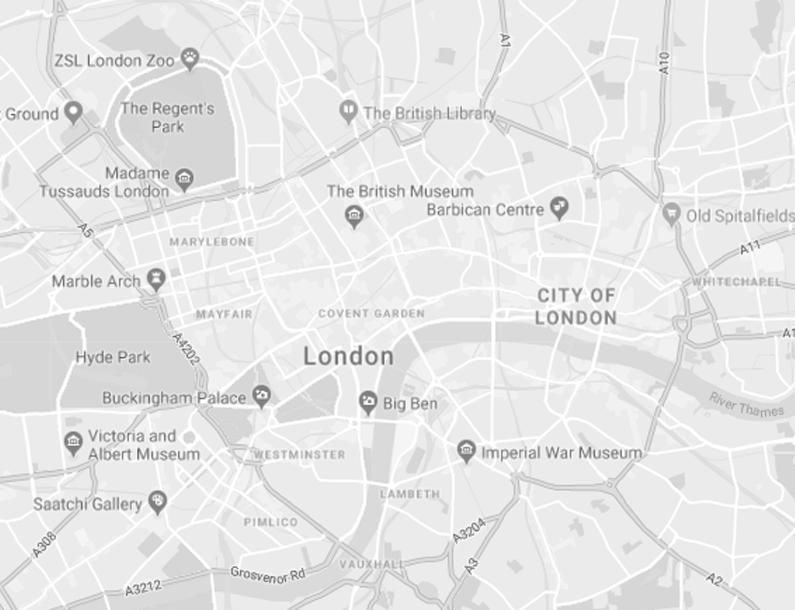 A1
A10
ZSL London Zoo
The Regent's
Park
t Ground
The British Library
Madame
Tussauds London
The British Museum
Barbican Centre
Old Spitalfields
A5
MARYLEBONE
A11
Marble Arch
WHITECHAPEL
CITY OF
LONDON
MAYFAIR
COVENT GARDEN
A1
A4202
Hyde Park
London
Buckingham Palace
Big Ben
River Thames
Victoria and
Albert Museum
WESTMINSTER
Imperial War Museum
LAMBETH
Saatchi Gallery
PIMLICO
A308
A3204
VAUXHALL
A3
Grosvenor Rd
A3212
A2